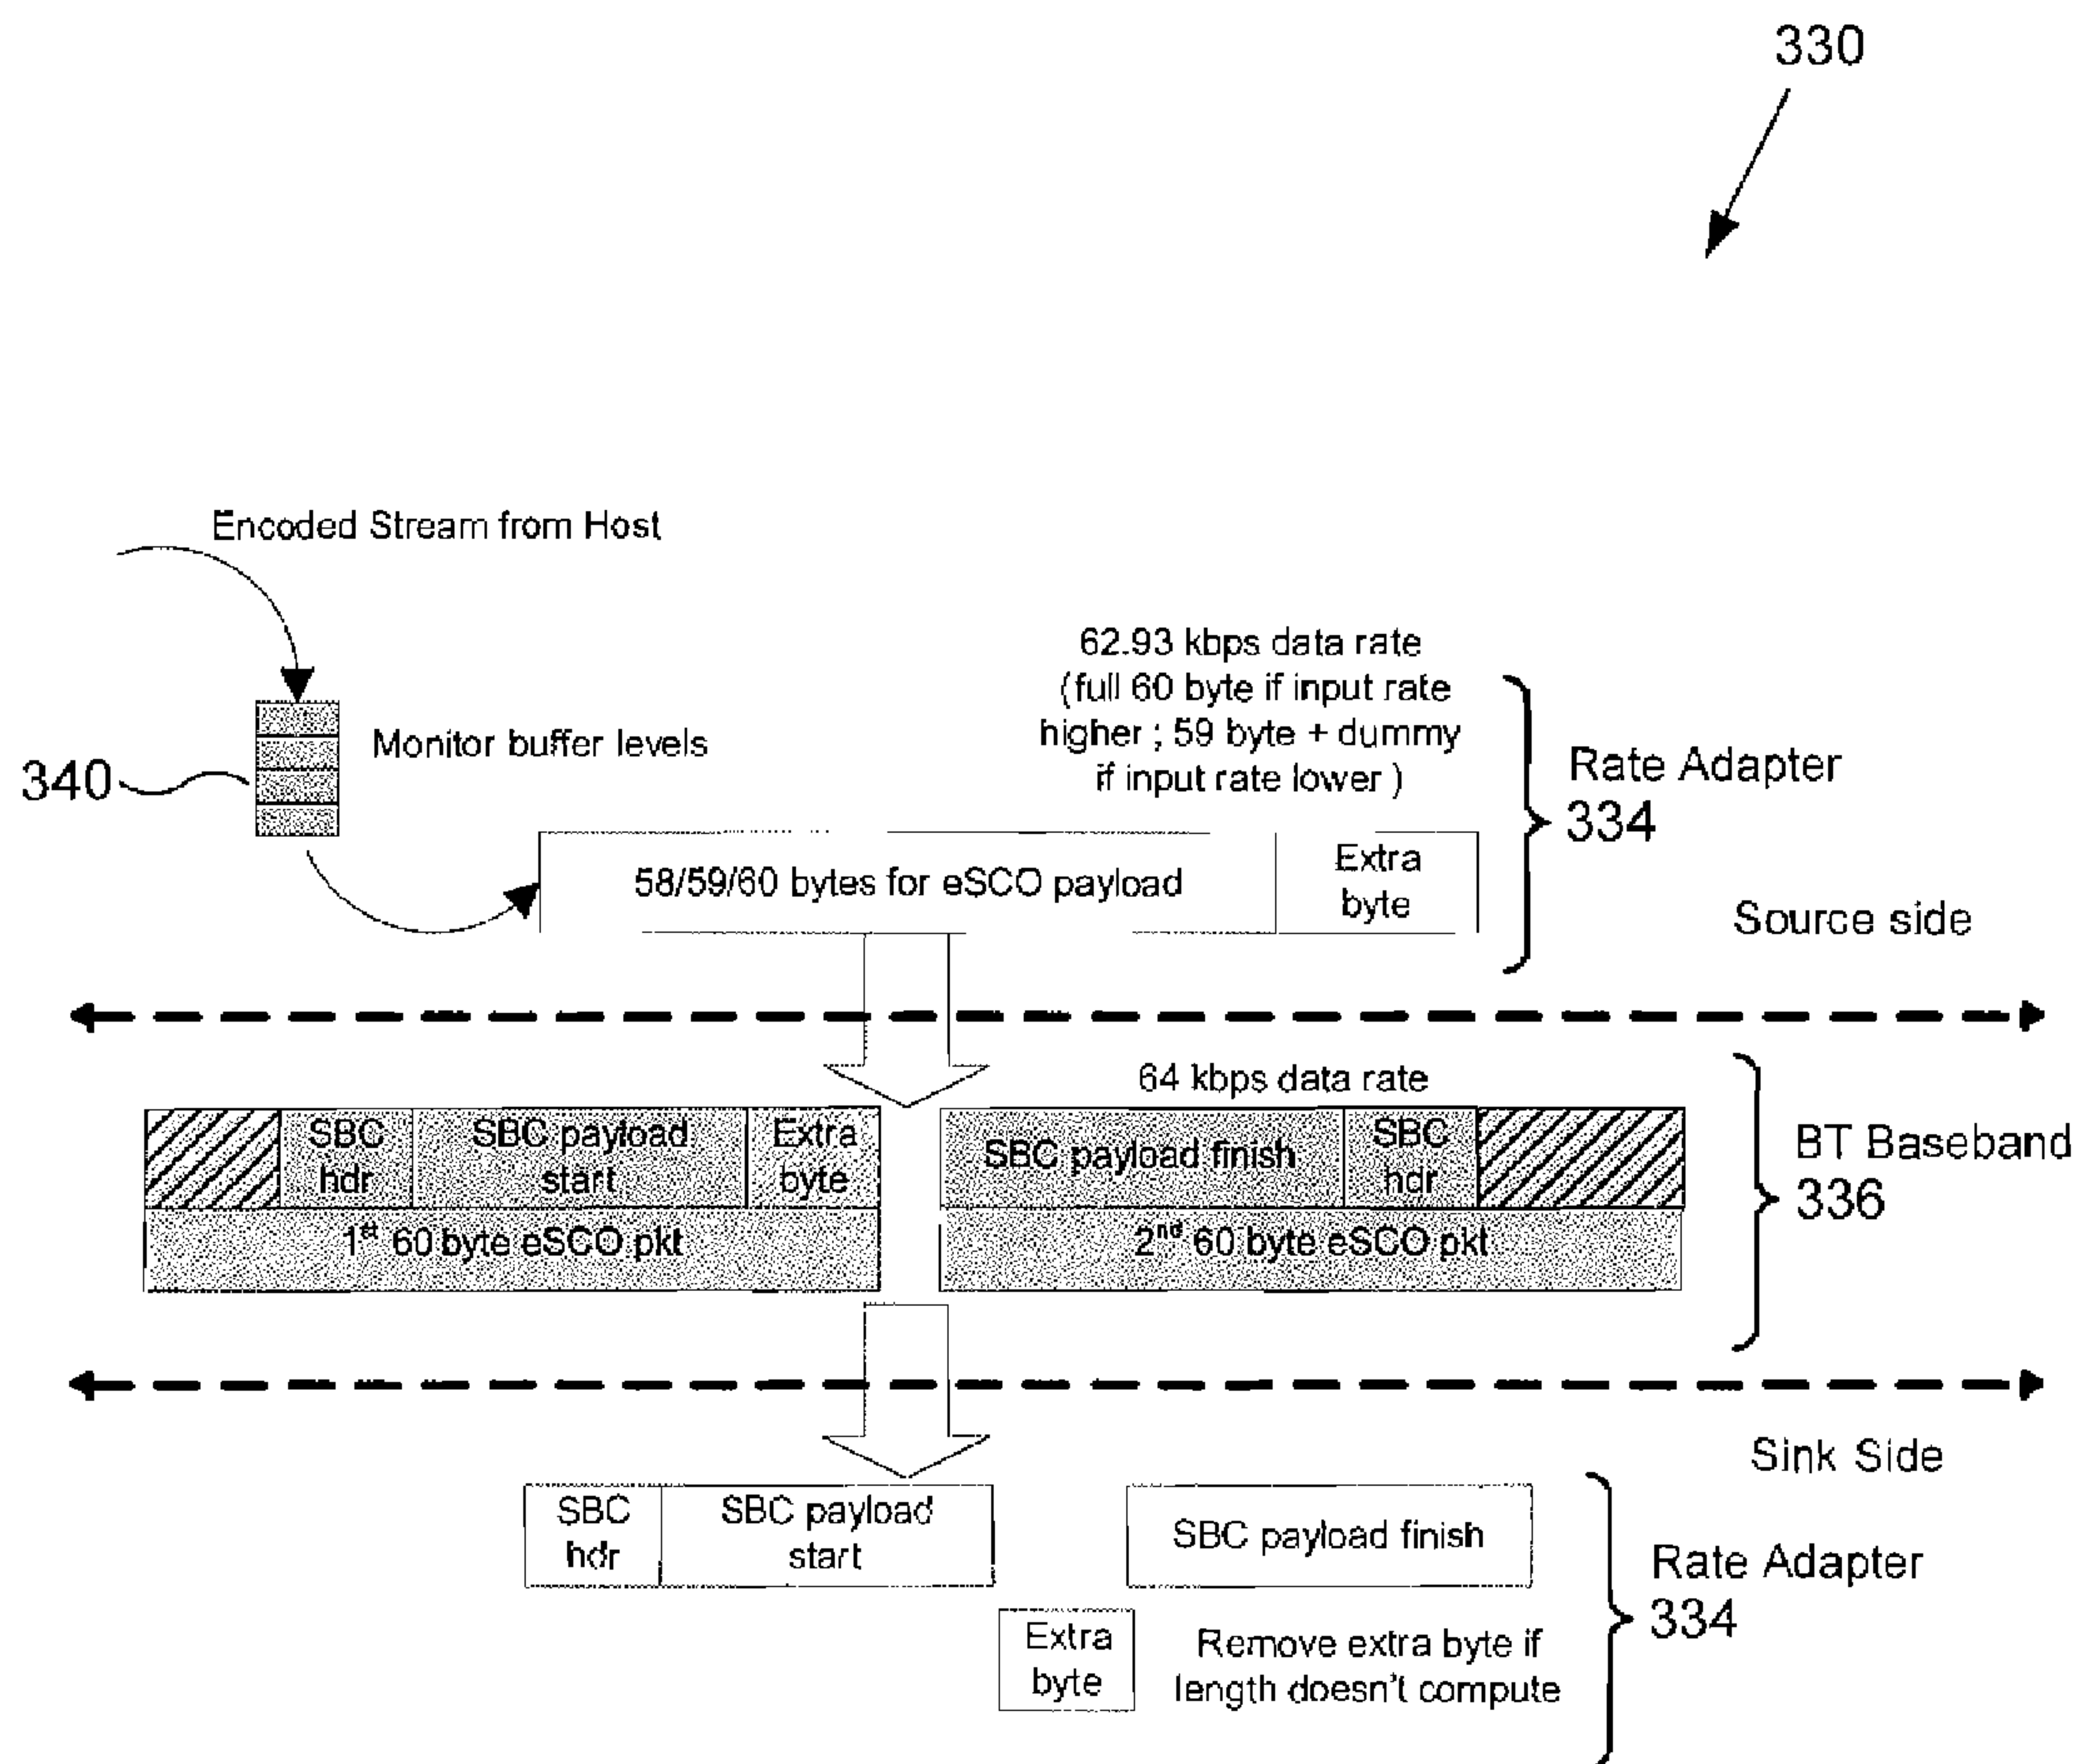 330
Encoded Stream from Host
62.93 kbps data rate
(full 60 byte if input rate
higher ; 59 byte + dummy
if input rate lower )
Monitor buffer levels
340
Rate Adapter
334
58/59/60 bytes for eSCO payload
Extra
byte
Source side
64 kbps data rate
SBC
hdr
SBC payload
start
Extra
byte
SBC payload finish
SBC
hdr
BT Baseband
336
1st 60 byte eSCO pkt
2nd 60 byte eSCO pkt
Sink Side
SBC
hdr
SBC payload
start
SBC payload finish
Rate Adapter
334
Extra
byte
Remove extra byte if
length doesn't compute